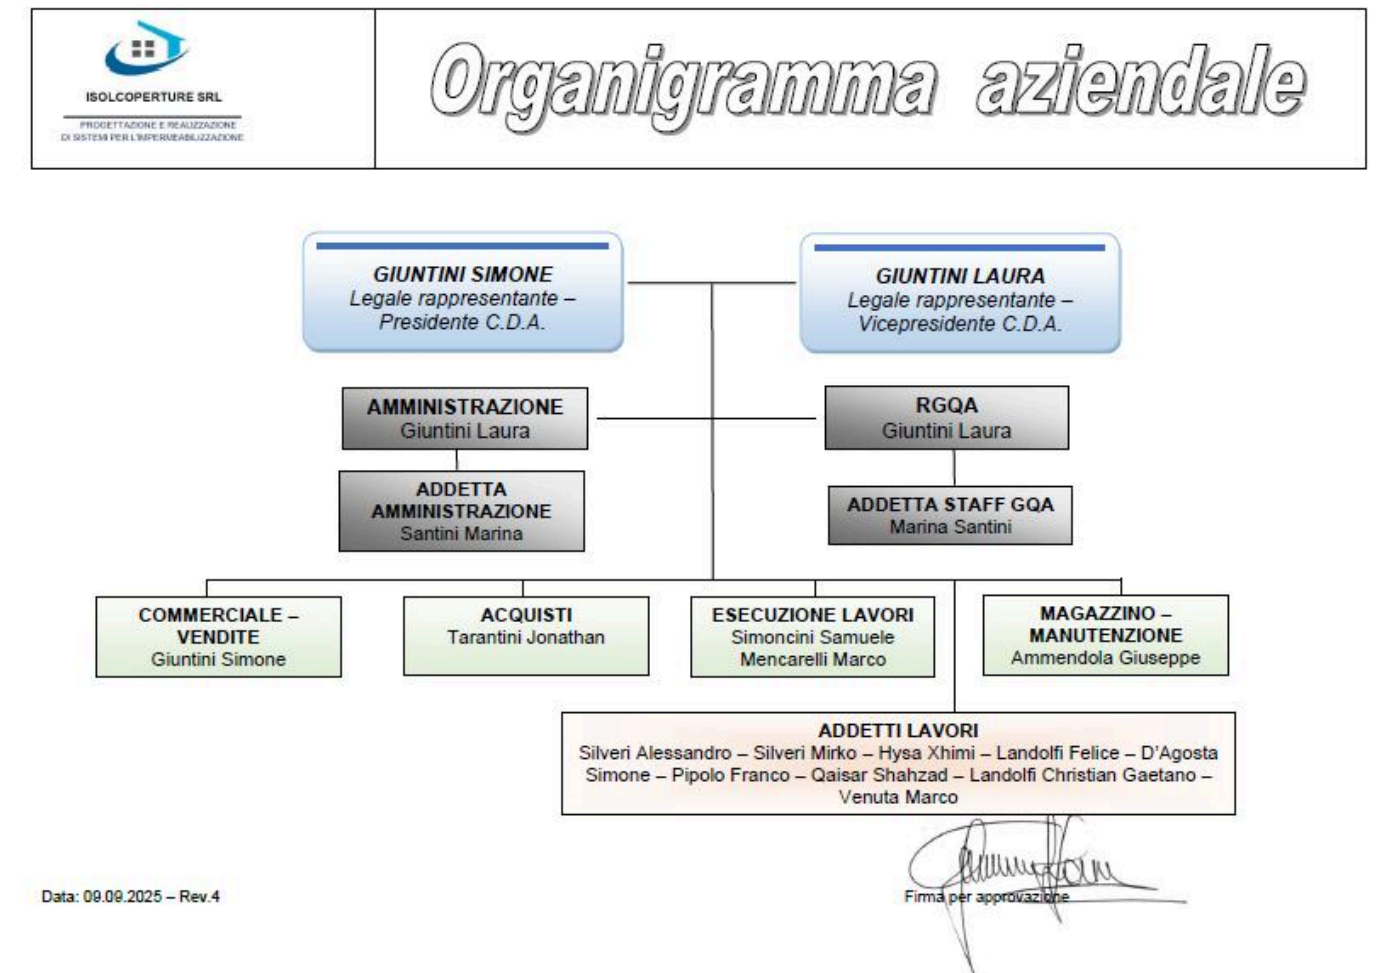 ISOLCOPERTURE SRL
PROGETTAZIONE E REALIZZAZIONE
DI SISTEMI PER L'IMPERMEABILIZZAZIONE
Organigramma aziendale
GIUNTINI SIMONE
Legale rappresentante –
Presidente C.D.A.
GIUNTINI LAURA
Legale rappresentante –
Vicepresidente C.D.A.
AMMINISTRAZIONE
Giuntini Laura
RGQA
Giuntini Laura
ADDETTA
AMMINISTRAZIONE
Santini Marina
ADDETTA STAFF GQA
Marina Santini
COMMERCIALE –
VENDITE
Giuntini Simone
ACQUISTI
Tarantini Jonathan
ESECUZIONE LAVORI
Simoncini Samuele
Mencarelli Marco
MAGAZZINO –
MANUTENZIONE
Ammendola Giuseppe
ADDETTI LAVORI
Silveri Alessandro – Silveri Mirko – Hysa Xhimi – Landolfi Felice – D'Agosta
Simone – Pipolo Franco – Qaisar Shahzad – Landolfi Christian Gaetano –
Venuta Marco
Data: 09.09.2025 – Rev.4
Firma per approvazione